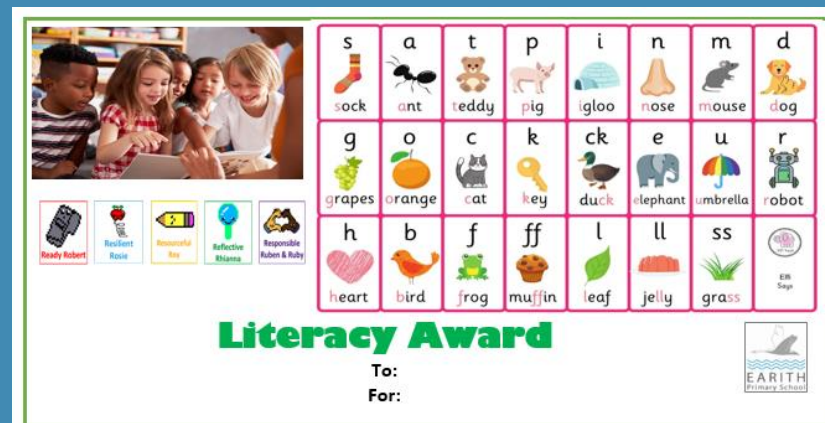 s a t p i n m d
sock ant teddy pig igloo nose mouse dog
g o c k ck e u r
grapes orange cat key duck elephant umbrella robot
h b f ff l ll ss
heart bird frog muffin leaf jelly grass
Elfi
Says
Ready Robert
Resilient
Rosie
Resourceful
Rey
Reflective
Rhianna
Responsible
Ruben & Ruby
Literacy Award
To:
For:
EARITH
Primary School